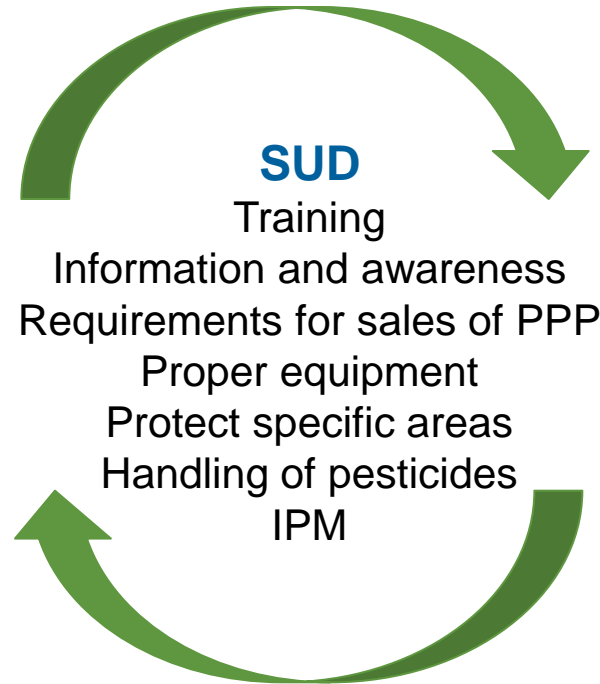 SUD
Training
Information and awareness
Requirements for sales of PPP
Proper equipment
Protect specific areas
Handling of pesticides
IPM